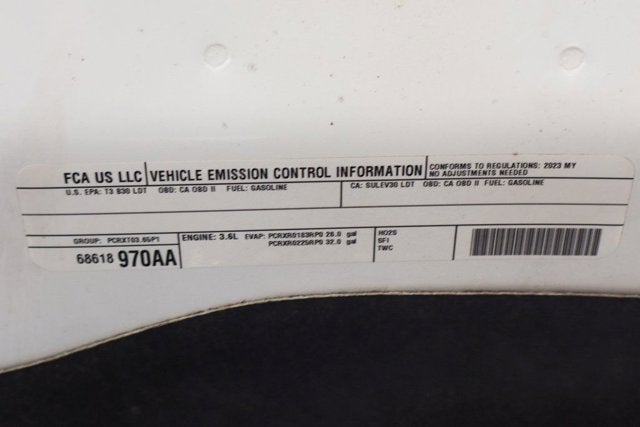 FCA US LLC VEHICLE EMISSION CONTROL INFORMATION CONFORMS TO REGULATIONS: 2023 MY
NO ADJUSTMENTS NEEDED
U.S. EPA: T3 B30 LDT OBD: CA OBD II FUEL: GASOLINE CA: SULEV30 LDT OBD: CA OBD II FUEL: GASOLINE
GROUP: PCRXT03.65P1 ENGINE: 3.6L EVAP: PCRXR0183RP0 26.0 gal HO2S
PCRXR0225RP0 32.0 gal SFI
TWC
68618 970AA